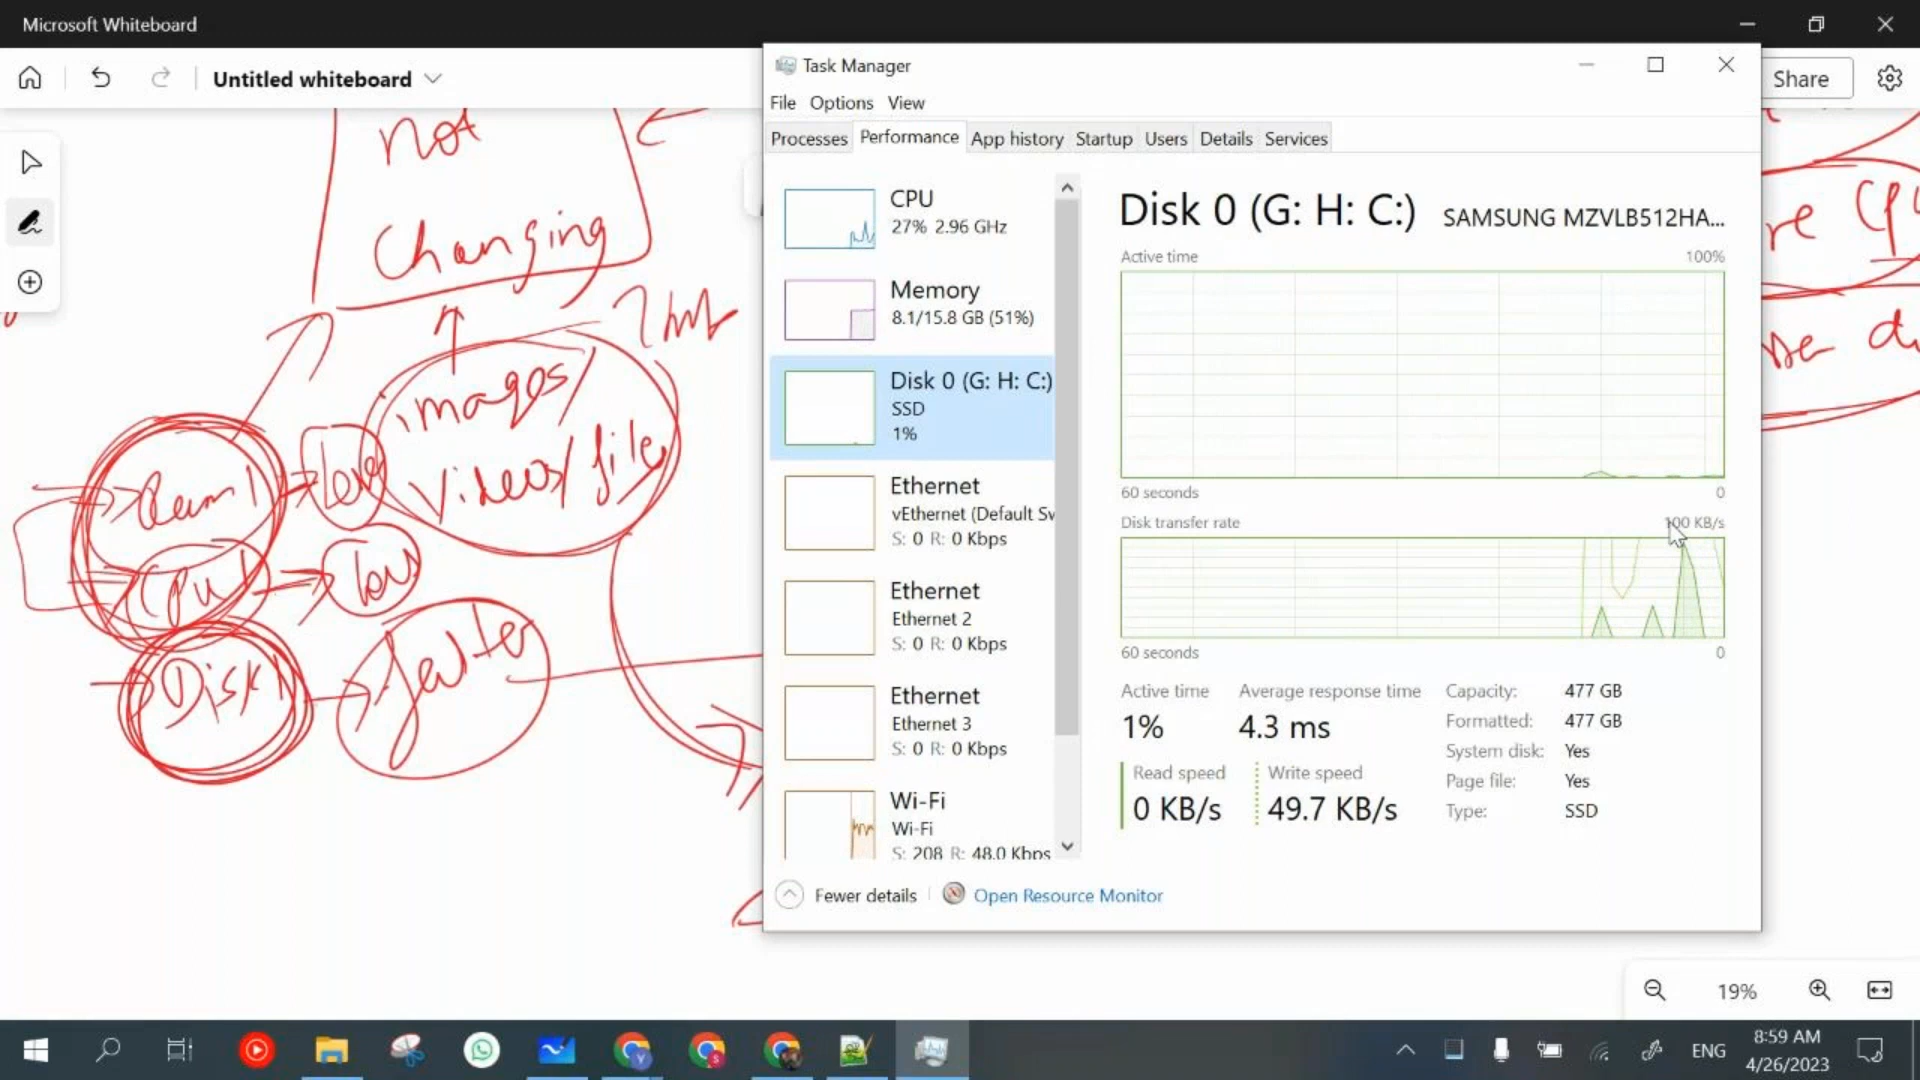 Microsoft Whiteboard
Untitled whiteboard
Share
not
changing
images/
videos/file
Ram
low
CPU
low
Disk
faster
re CPU
Task Manager
File Options View
Processes Performance App history Startup Users Details Services
CPU
27% 2.96 GHz
Memory
8.1/15.8 GB (51%)
Disk 0 (G: H: C:)
SSD
1%
Ethernet
vEthernet (Default Sw
S: 0 R: 0 Kbps
Ethernet
Ethernet 2
S: 0 R: 0 Kbps
Ethernet
Ethernet 3
S: 0 R: 0 Kbps
Wi-Fi
Wi-Fi
S: 208 R: 48.0 Kbps
Disk 0 (G: H: C:) SAMSUNG MZVLB512HA...
Active time 100%
60 seconds 0
Disk transfer rate 100 KB/s
60 seconds 0
Active time Average response time
1% 4.3 ms
Read speed Write speed
0 KB/s 49.7 KB/s
Capacity: 477 GB
Formatted: 477 GB
System disk: Yes
Page file: Yes
Type: SSD
Fewer details Open Resource Monitor
19%
ENG
8:59 AM
4/26/2023